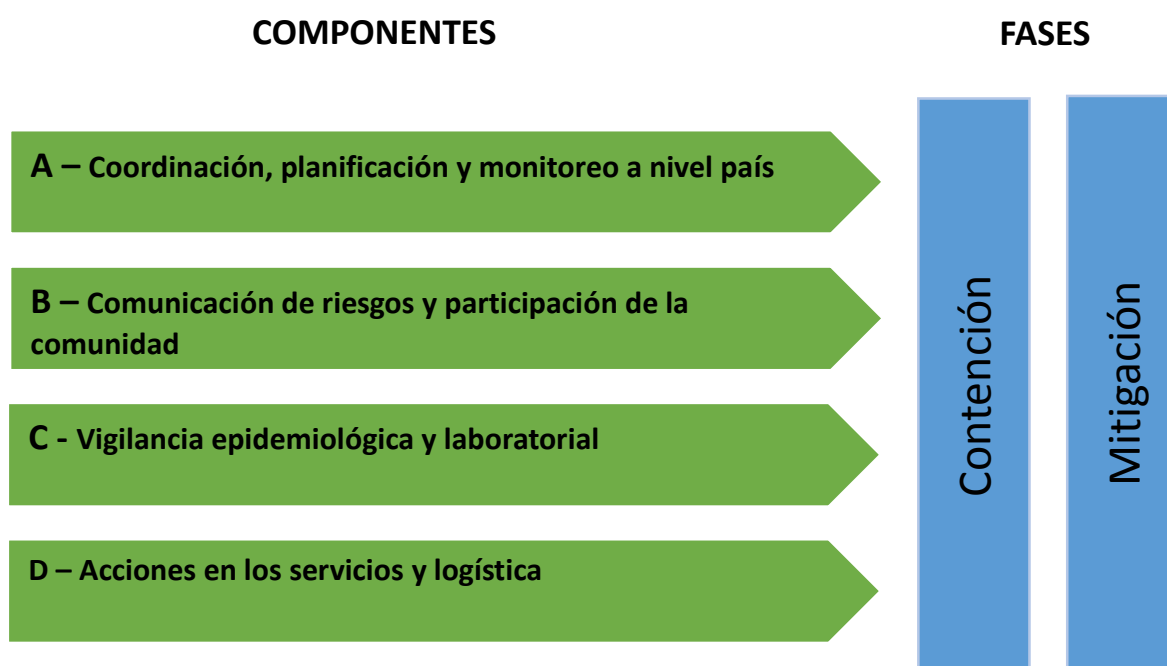 COMPONENTES
FASES
A – Coordinación, planificación y monitoreo a nivel país
B – Comunicación de riesgos y participación de la
comunidad
C - Vigilancia epidemiológica y laboratorial
D – Acciones en los servicios y logística
Contención
Mitigación